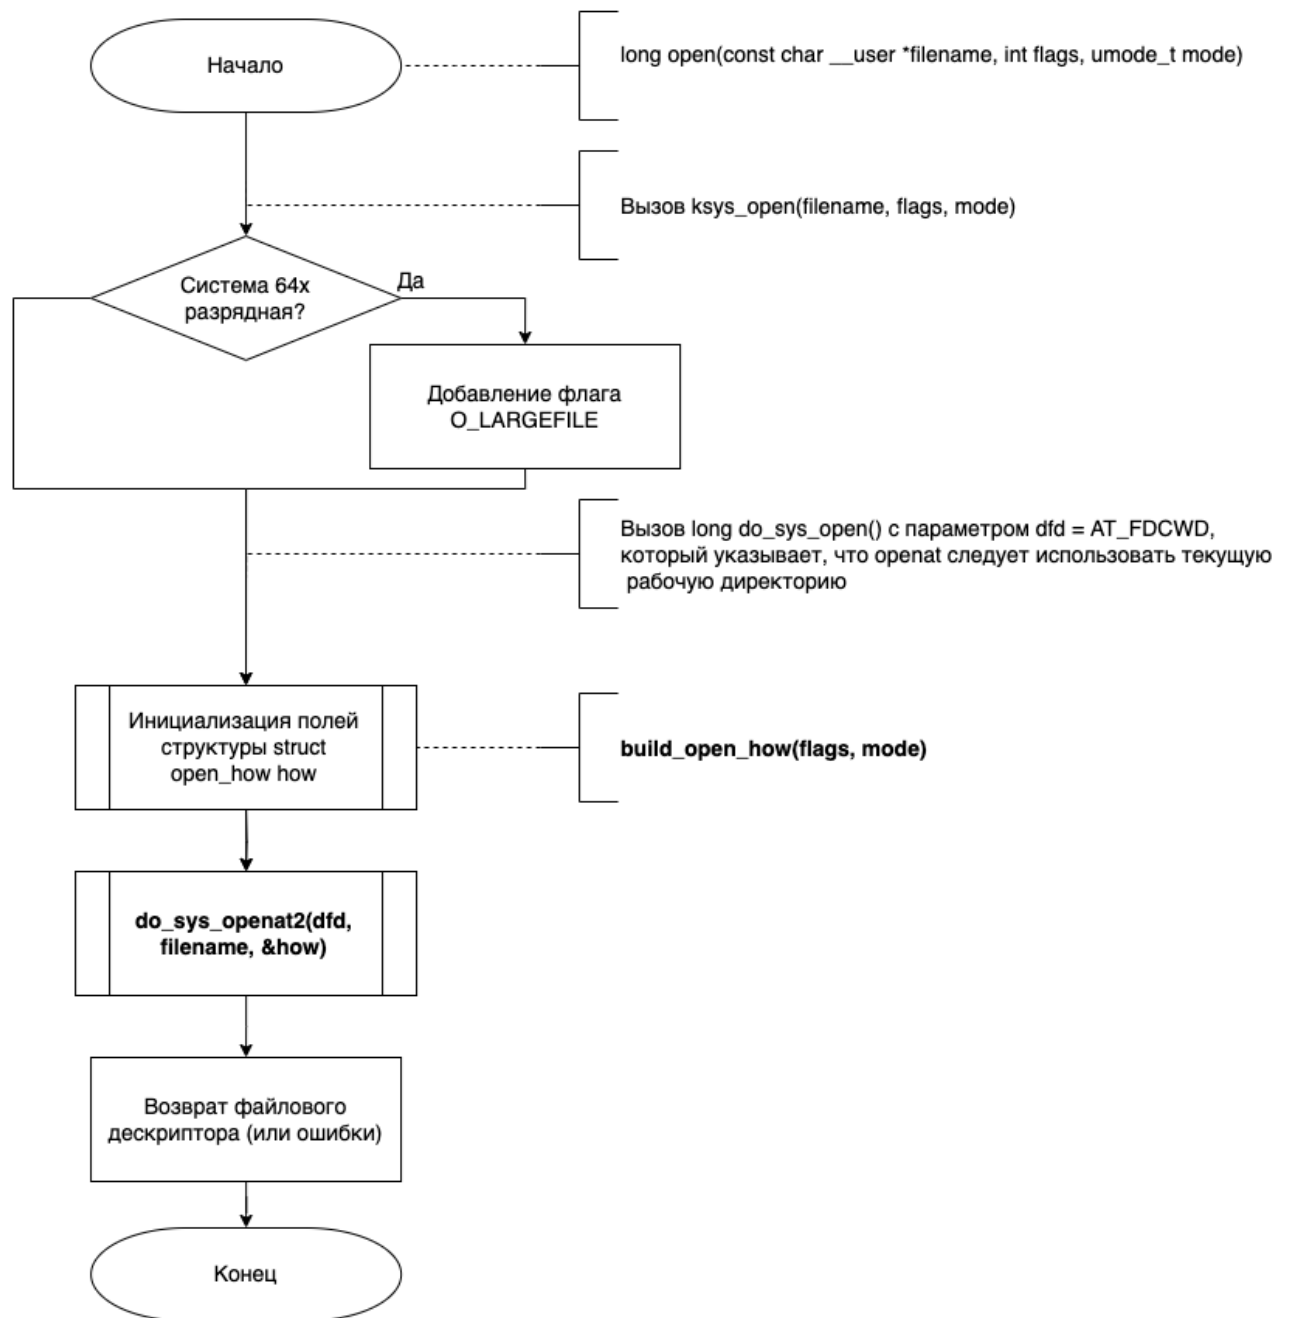 Начало
long open(const char __user *filename, int flags, umode_t mode)
Вызов ksys_open(filename, flags, mode)
Система 64х
разрядная?
Да
Добавление флага
O_LARGEFILE
Вызов long do_sys_open() с параметром dfd = AT_FDCWD,
который указывает, что openat следует использовать текущую
рабочую директорию
Инициализация полей
структуры struct
open_how how
build_open_how(flags, mode)
do_sys_openat2(dfd,
filename, &how)
Возврат файлового
дескриптора (или ошибки)
Конец